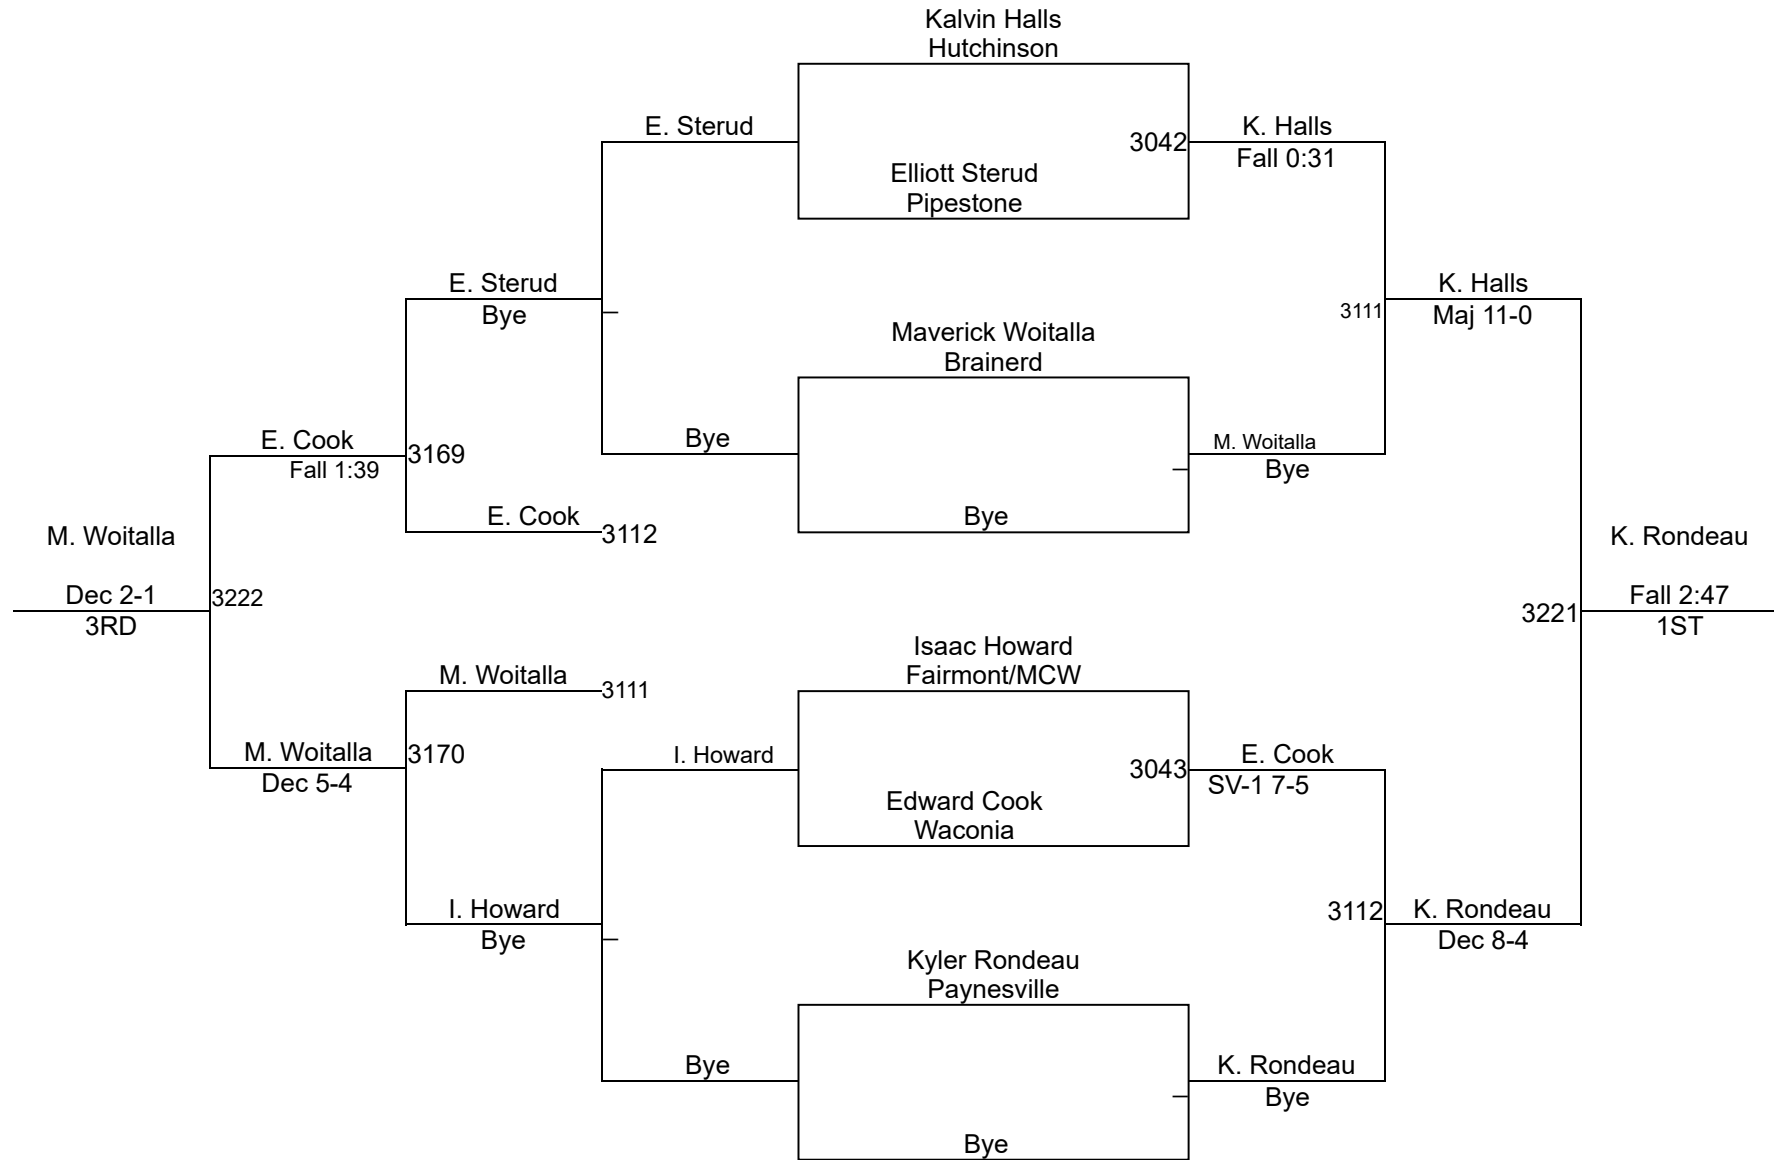 Kalvin Halls
Hutchinson
E. Sterud
3042
K. Halls
Fall 0:31
Elliott Sterud
Pipestone
E. Sterud
Bye
3111
K. Halls
Maj 11-0
Maverick Woitalla
Brainerd
E. Cook
Fall 1:39
3169
Bye
M. Woitalla
Bye
E. Cook
3112
Bye
M. Woitalla
Dec 2-1
3RD
3222
K. Rondeau
3221
Fall 2:47
1ST
Isaac Howard
Fairmont/MCW
M. Woitalla
3111
M. Woitalla
Dec 5-4
3170
I. Howard
3043
E. Cook
SV-1 7-5
Edward Cook
Waconia
I. Howard
Bye
3112
K. Rondeau
Dec 8-4
Kyler Rondeau
Paynesville
Bye
K. Rondeau
Bye
Bye